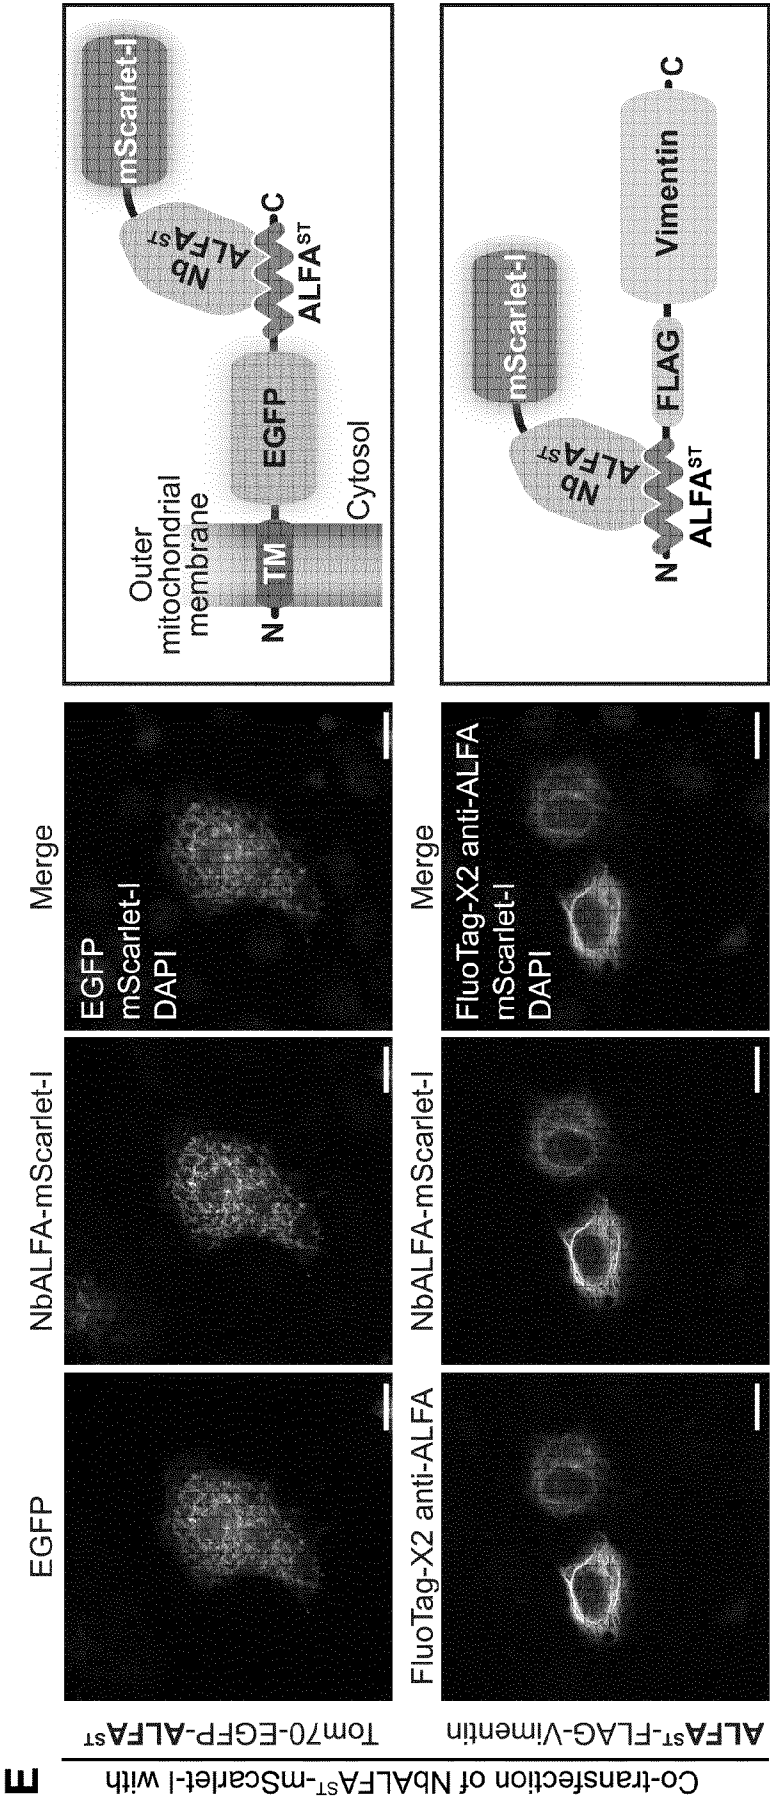 E
Co-transfection of NbALFAST-mScarlet-I with
Tom70-EGFP-ALFAST
EGFP
NbALFA-mScarlet-I
Merge
EGFP
mScarlet-I
DAPI
Outer
mitochondrial
membrane
Cytosol
N
TM
EGFP
ALFAST
C
Nb
ALFAST
mScarlet-I
ALFAST-FLAG-Vimentin
FluoTag-X2 anti-ALFA
NbALFA-mScarlet-I
Merge
FluoTag-X2 anti-ALFA
mScarlet-I
DAPI
N
ALFAST
Nb
ALFAST
mScarlet-I
FLAG
Vimentin
C